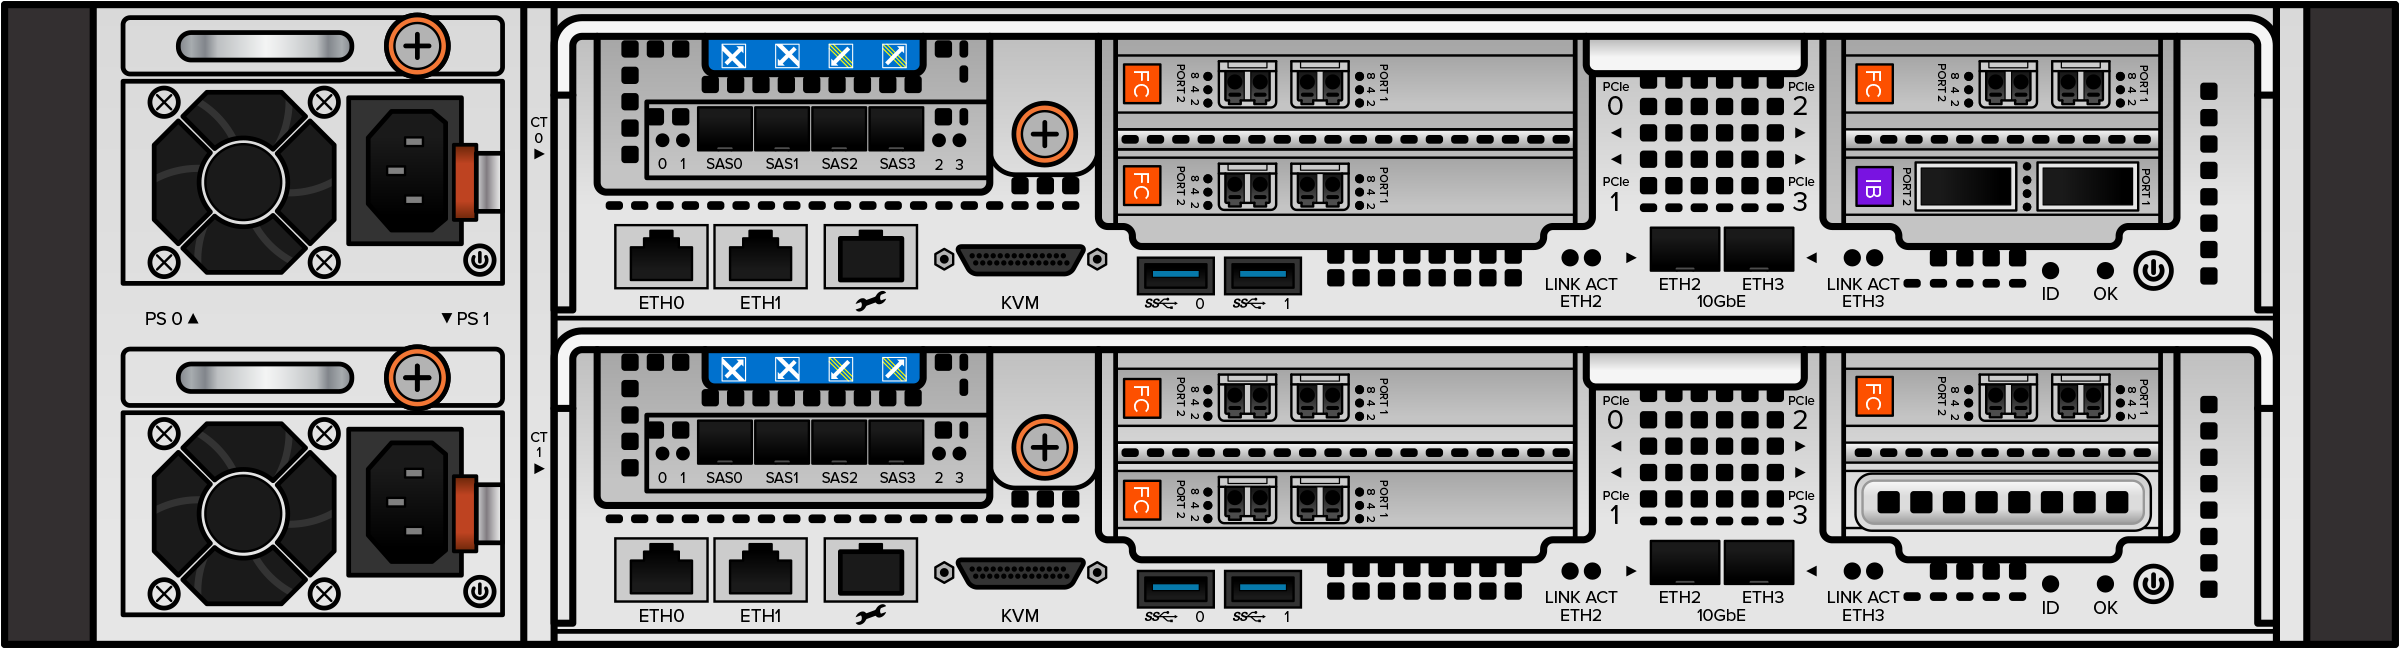 CT
0
PS 0 ▲
▼ PS 1
0 1 SAS0 SAS1 SAS2 SAS3 2 3
ETH0 ETH1 KVM
FC PORT 2 8 4 2 8 4 2 PORT 1
FC PORT 2 8 4 2 8 4 2 PORT 1
SS 0 SS 1
PCIe
0
PCIe
2
PCIe
1
PCIe
3
FC PORT 2 8 4 2 8 4 2 PORT 1
IB PORT 2 PORT 1
LINK ACT
ETH2
ETH2 ETH3
10GbE
LINK ACT
ETH3
ID OK
CT
1
0 1 SAS0 SAS1 SAS2 SAS3 2 3
ETH0 ETH1 KVM
FC PORT 2 8 4 2 8 4 2 PORT 1
FC PORT 2 8 4 2 8 4 2 PORT 1
SS 0 SS 1
PCIe
0
PCIe
2
PCIe
1
PCIe
3
FC PORT 2 8 4 2 8 4 2 PORT 1
LINK ACT
ETH2
ETH2 ETH3
10GbE
LINK ACT
ETH3
ID OK